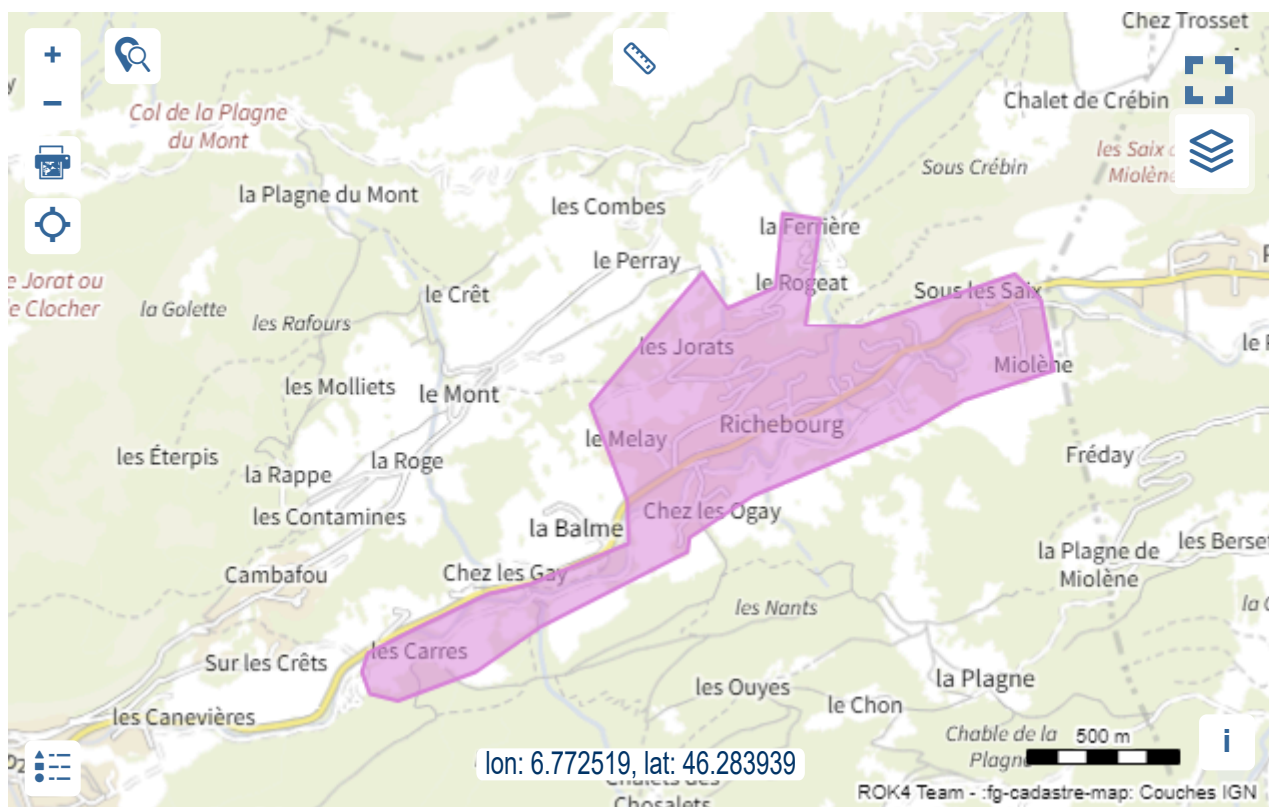 Chez Trosset
Chalet de Crébin
Col de la Plagne
du Mont
les Saix
Miolène
Sous Crébin
la Plagne du Mont
les Combes
la Ferrière
le Perray
le Rogeat
Sous les Saix
e Jorat ou
le Clocher
la Golette
le Crêt
les Rafours
les Jorats
Miolène
les Molliets
le Mont
Richebourg
le Melay
les Éterpis
la Roge
la Rappe
Fréday
les Contamines
Chez les Ogay
la Balme
la Plagne de
Miolène
les Berset
Cambafou
Chez les Gay
les Nants
les Carres
Sur les Crêts
la Plagne
les Ouyes
le Chon
les Canevières
Chable de la
Plagne
500 m
i
lon: 6.772519, lat: 46.283939
Chalets des
Chosalets
ROK4 Team - :fg-cadastre-map: Couches IGN